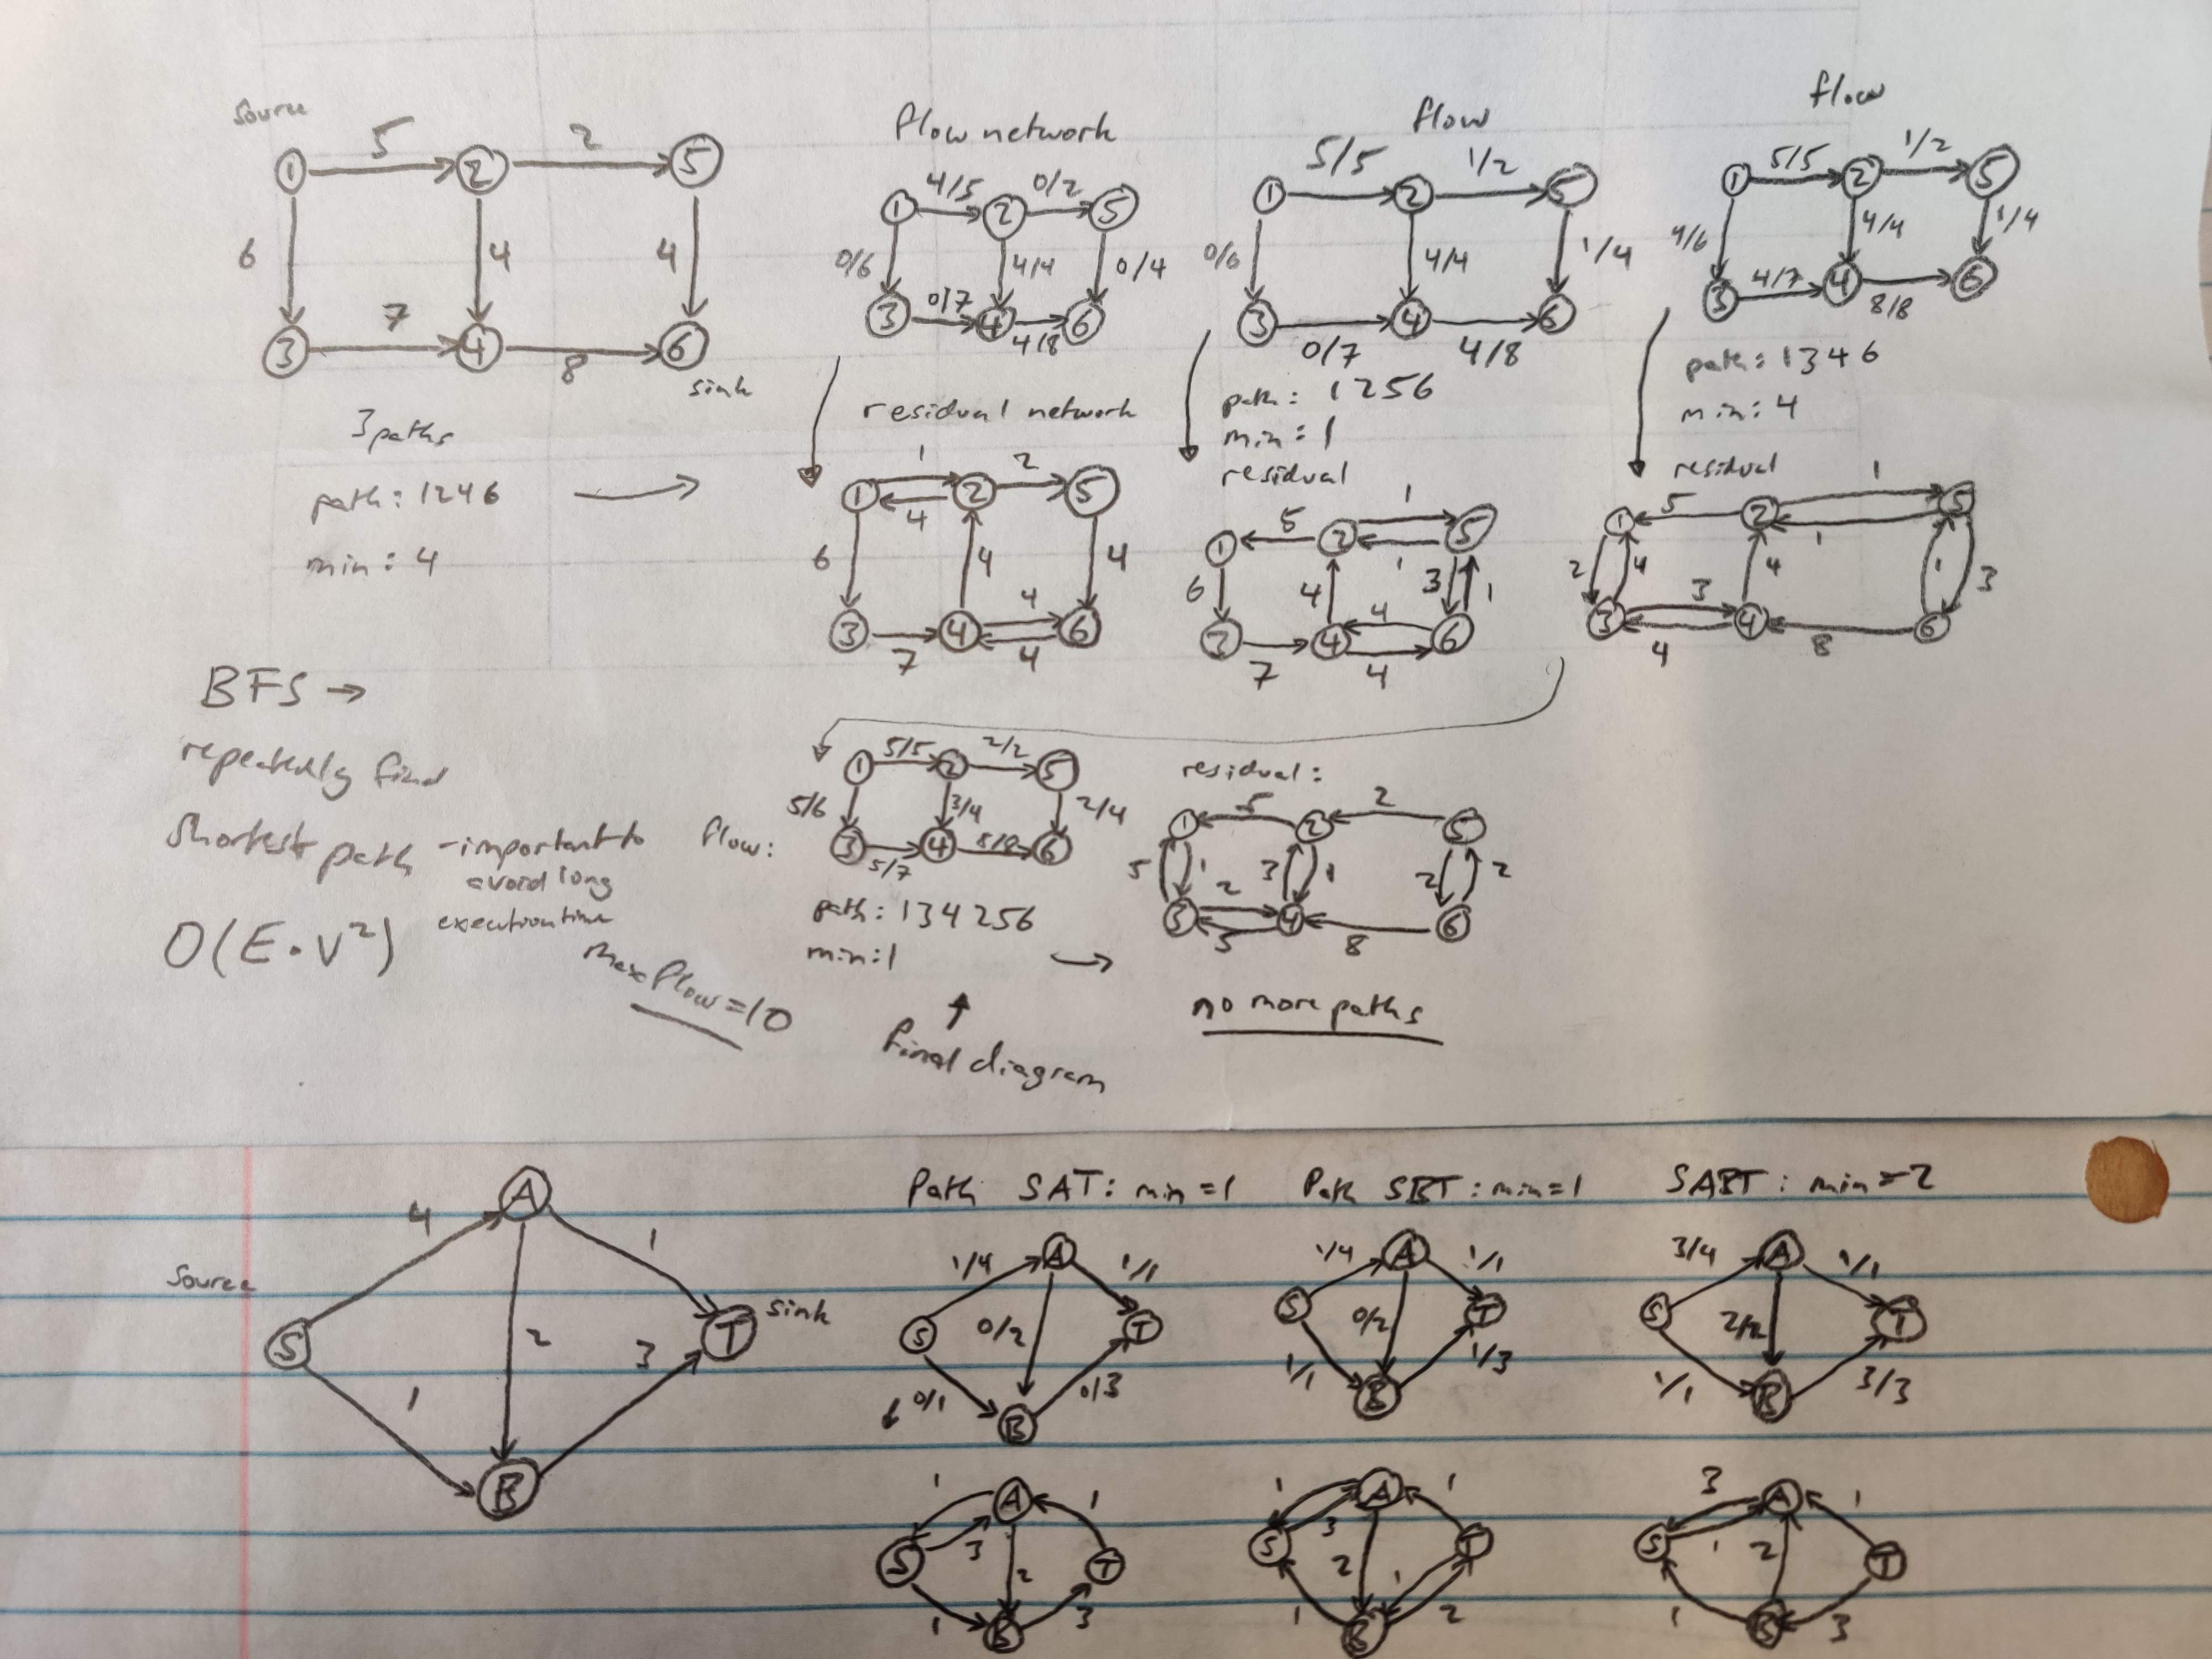 source
1 5 2 2 5
6 4 4
3 7 4 8 6
sink
3 paths
path: 1246
min: 4
flow network
1 4/5 2 0/2 5
0/6 4/4 0/4
3 0/7 4 4/8 6
residual network
1 1 2 2 5
4
6 4 4
4
3 7 4 4 6
flow
1 5/5 2 1/2 5
0/6 4/4 1/4
3 0/7 4 4/8 6
path: 1256
min: 1
residual
1 5 2 1 5
1
6 4 3 1
4
3 7 4 4 6
flow
1 5/5 2 1/2 5
4/6 4/4 1/4
3 4/7 4 8/8 6
path: 1346
min: 4
residual
1 5 2 1 5
1
2 4 4 1 3
3
3 4 4 8 6
BFS →
repeatedly find
shortest path - important to
avoid long
execution time
O(E·V²)
max flow = 10
flow:
1 5/5 2 2/2 5
5/6 3/4 2/4
3 5/7 4 8/8 6
path: 134256
min: 1
final diagram
residual:
1 5 2 2 5
5 1 3 1 2 2
2
3 5 4 8 6
no more paths
source
A
4 1
S 2 T sink
1 3
B
Path SAT: min = 1
A
1/4 1/1
S 0/2 T
0/1 0/3
B
1 A 1
S 3 2 T
1 B 3
Path SBT: min = 1
A
1/4 1/1
S 0/2 T
1/1 1/3
B
1 A 1
S 3 2 1 T
1 B 2
SABT: min = 2
A
3/4 1/1
S 2/2 T
1/1 3/3
B
3 A 1
S 1 2 T
1 B 3